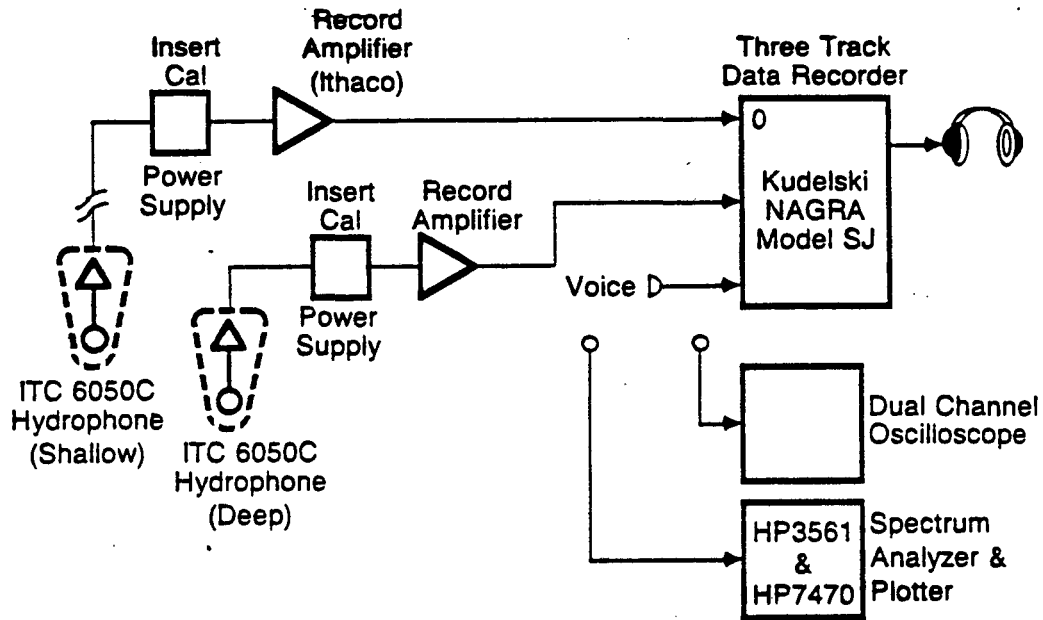 Record
Amplifier
(Ithaco)
Insert
Cal
Three Track
Data Recorder
Power
Supply
Insert
Cal
Record
Amplifier
Kudelski
NAGRA
Model SJ
Voice
Power
Supply
ITC 6050C
Hydrophone
(Shallow)
ITC 6050C
Hydrophone
(Deep)
Dual Channel
Oscilloscope
HP3561
&
HP7470
Spectrum
Analyzer &
Plotter